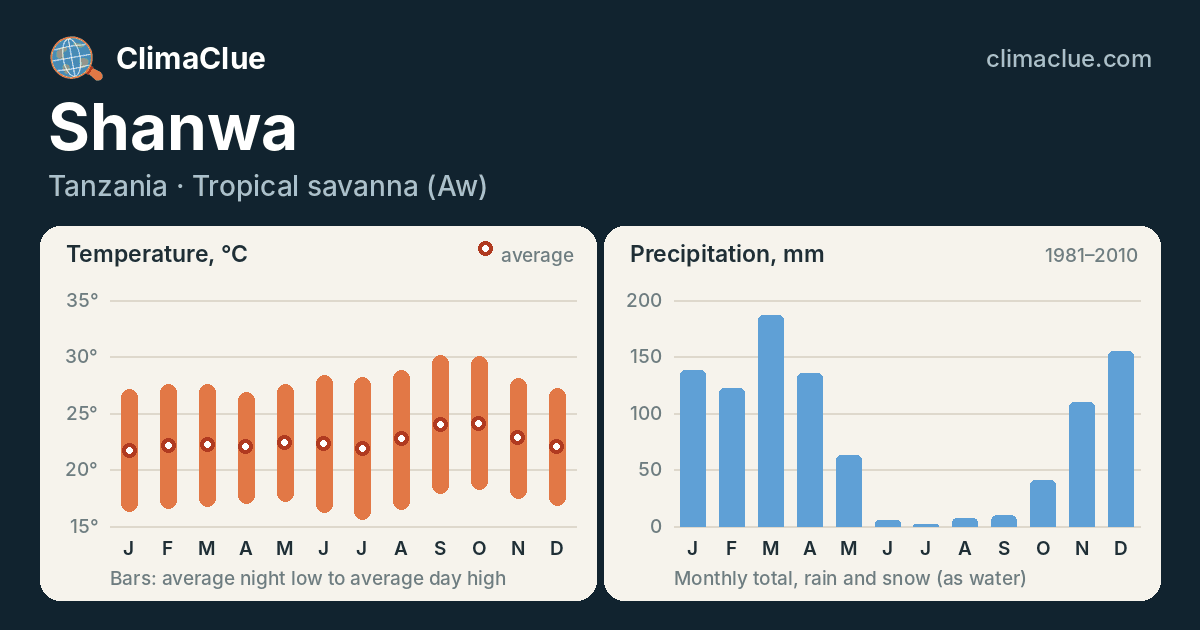 ClimaClue
climaclue.com
Shanwa
Tanzania · Tropical savanna (Aw)
Temperature, °C
average
35°
30°
25°
20°
15°
J F M A M J J A S O N D
Bars: average night low to average day high
Precipitation, mm
1981–2010
200
150
100
50
0
J F M A M J J A S O N D
Monthly total, rain and snow (as water)